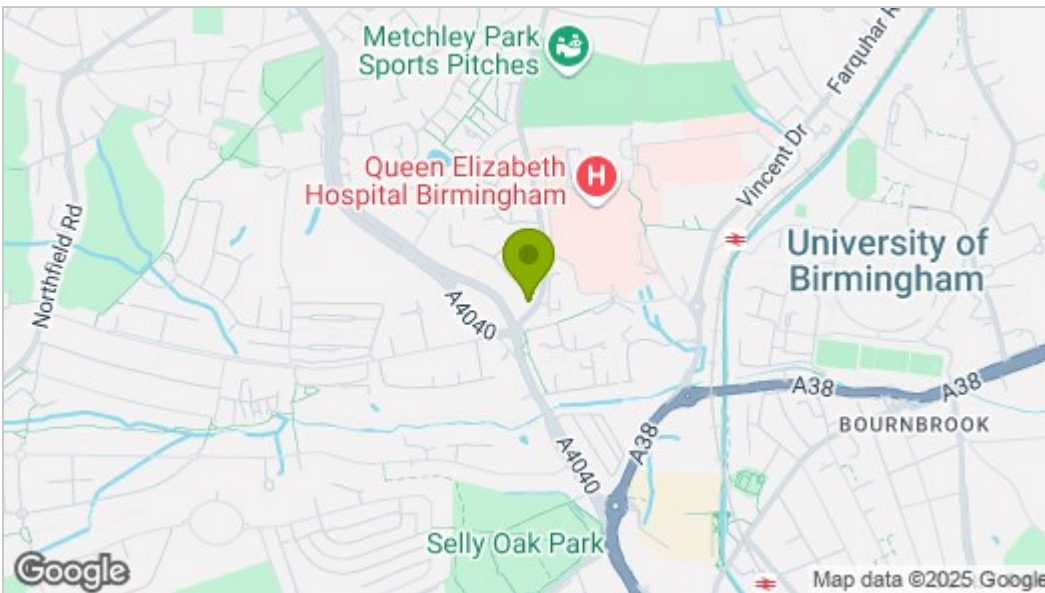 Metchley Park
Sports Pitches
Farquhar R
Vincent Dr
Queen Elizabeth
Hospital Birmingham
H
Northfield Rd
University of
Birmingham
A4040
A38
A38
BOURNBROOK
A38
A4040
Selly Oak Park
Google
Map data ©2025 Google